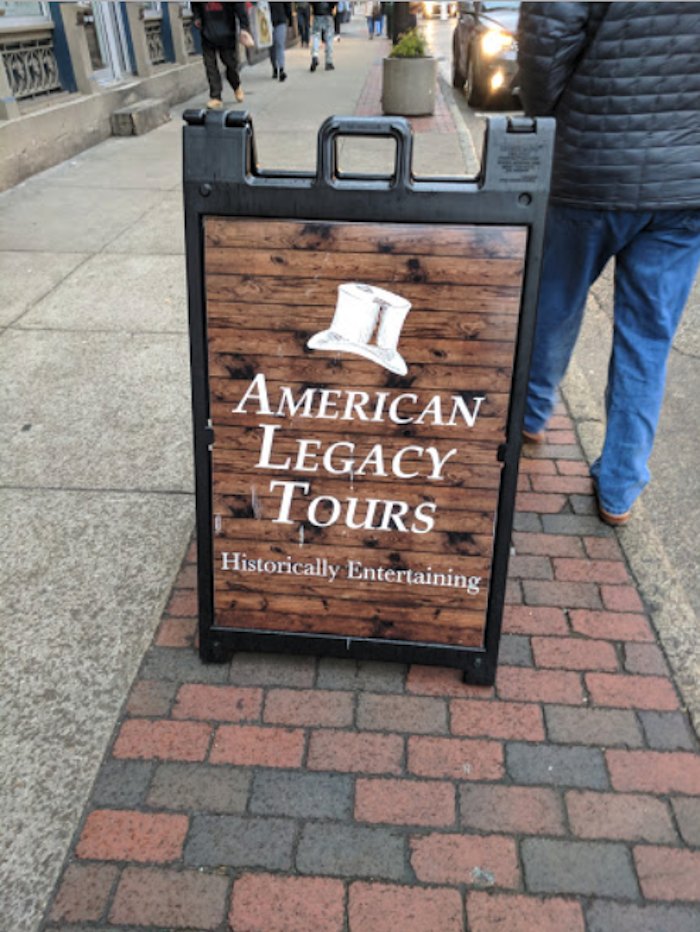 AMERICAN
LEGACY
TOURS
Historically Entertaining